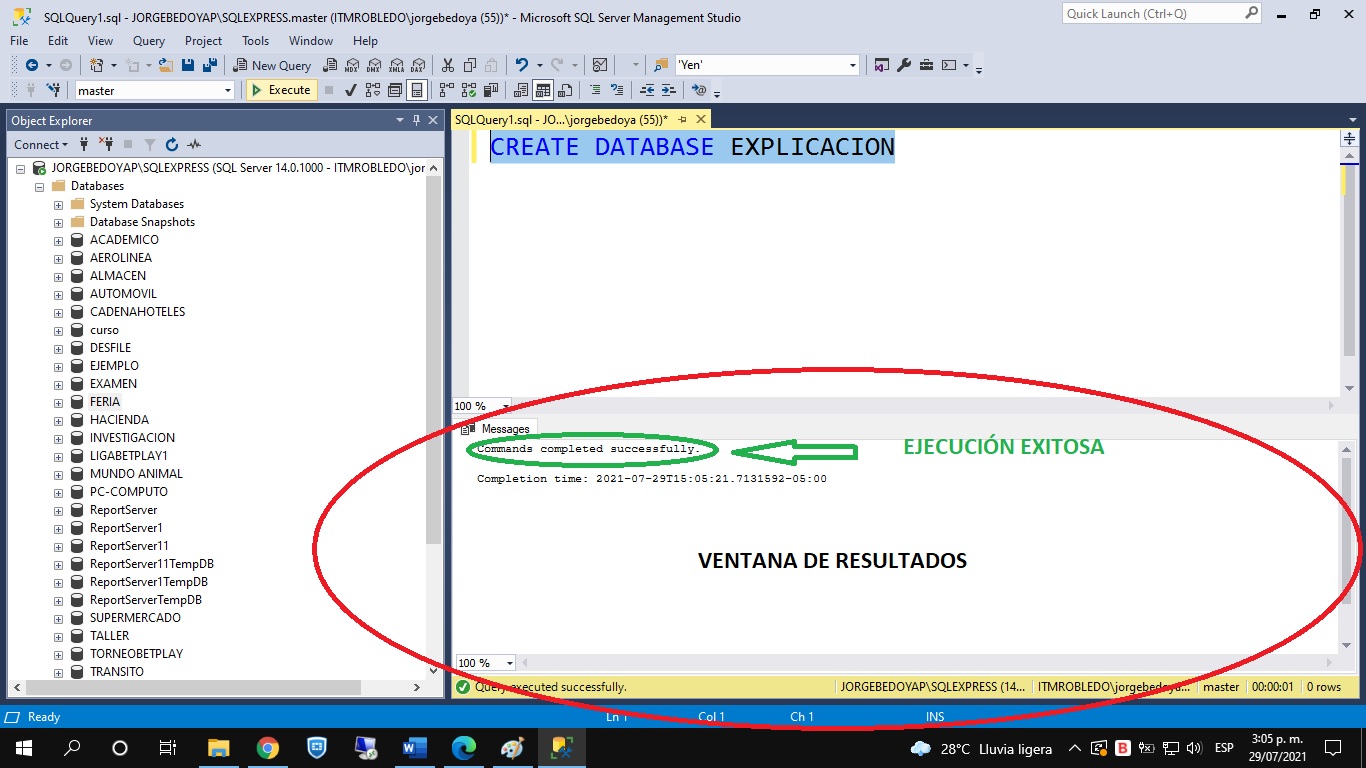 SQLQuery1.sql - JORGEBEDOYAP\SQLEXPRESS.master (ITMROBLEDO\jorgebedoya (55))* - Microsoft SQL Server Management Studio
Quick Launch (Ctrl+Q)
File Edit View Query Project Tools Window Help
New Query MDX DMX XMLA DAX 'Yen'
master Execute
Object Explorer
Connect
JORGEBEDOYAP\SQLEXPRESS (SQL Server 14.0.1000 - ITMROBLEDO\jor
Databases
System Databases
Database Snapshots
ACADEMICO
AEROLINEA
ALMACEN
AUTOMOVIL
CADENAHOTELES
curso
DESFILE
EJEMPLO
EXAMEN
FERIA
HACIENDA
INVESTIGACION
LIGABETPLAY1
MUNDO ANIMAL
PC-COMPUTO
ReportServer
ReportServer1
ReportServer11
ReportServer11TempDB
ReportServer1TempDB
ReportServerTempDB
SUPERMERCADO
TALLER
TORNEOBETPLAY
TRANSITO
SQLQuery1.sql - JO...\jorgebedoya (55))*
CREATE DATABASE EXPLICACION
100 %
Messages
Commands completed successfully.
EJECUCIÓN EXITOSA
Completion time: 2021-07-29T15:05:21.7131592-05:00
VENTANA DE RESULTADOS
100 %
Query executed successfully. JORGEBEDOYAP\SQLEXPRESS (14... ITMROBLEDO\jorgebedoya... master 00:00:01 0 rows
Ready Ln 1 Col 1 Ch 1 INS
28°C Lluvia ligera ESP 3:05 p. m.
29/07/2021